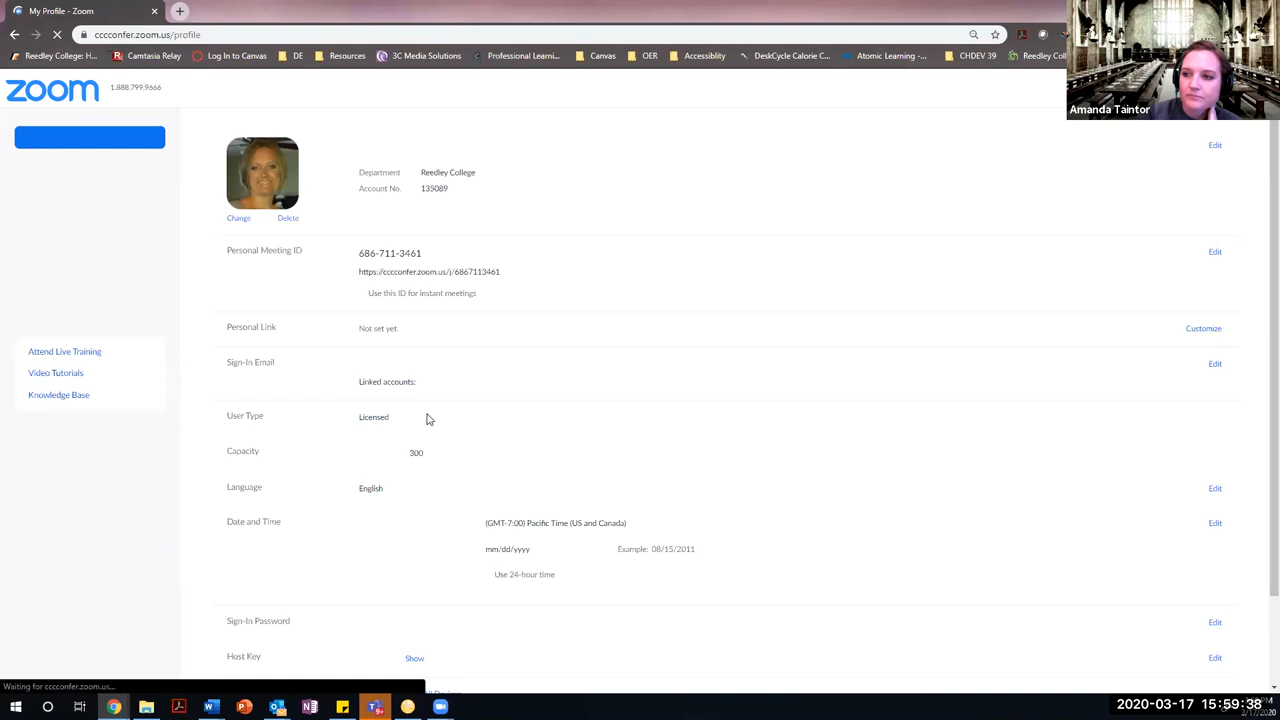 My Profile - Zoom
cccconfer.zoom.us/profile
Reedley College: H...
Camtasia Relay
Log In to Canvas
DE
Resources
3C Media Solutions
Professional Learni...
Canvas
OER
Accessiblity
DeskCycle Calorie C...
Atomic Learning -...
CHDEV 39
Reedley Col
zoom
1.888.799.9666
Amanda Taintor
Edit
Department Reedley College
Account No. 135089
Change Delete
Personal Meeting ID 686-711-3461 Edit
https://cccconfer.zoom.us/j/6867113461
Use this ID for instant meetings
Personal Link Not set yet. Customize
Sign-In Email Edit
Linked accounts:
Attend Live Training
Video Tutorials
Knowledge Base
User Type Licensed
Capacity 300
Language English Edit
Date and Time (GMT-7:00) Pacific Time (US and Canada) Edit
mm/dd/yyyy Example: 08/15/2011
Use 24-hour time
Sign-In Password Edit
Host Key Show Edit
Waiting for cccconfer.zoom.us...
2020-03-17 15:59:38
3/17/2020